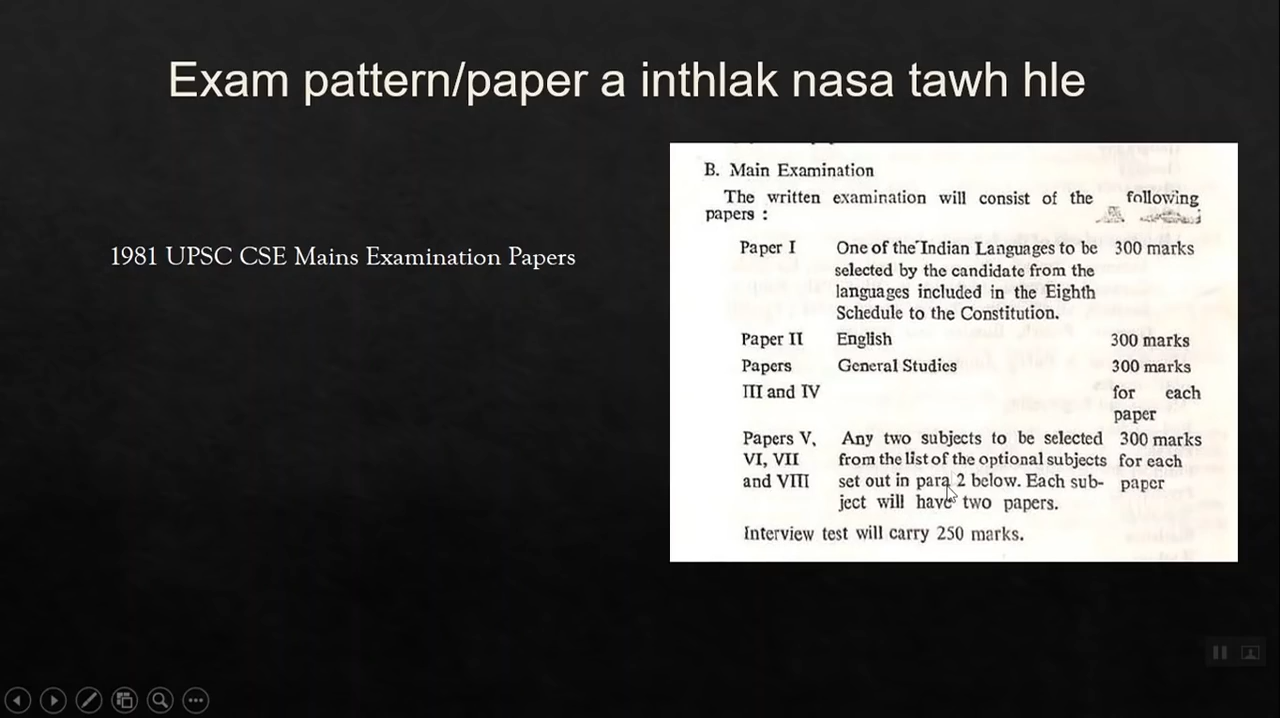 Exam pattern/paper a inthlak nasa tawh hle
1981 UPSC CSE Mains Examination Papers
B. Main Examination
The written examination will consist of the following
papers :
Paper I One of the Indian Languages to be 300 marks
selected by the candidate from the
languages included in the Eighth
Schedule to the Constitution.
Paper II English 300 marks
Papers General Studies 300 marks
III and IV for each
paper
Papers V, Any two subjects to be selected 300 marks
VI, VII from the list of the optional subjects for each
and VIII set out in para 2 below. Each sub- paper
ject will have two papers.
Interview test will carry 250 marks.